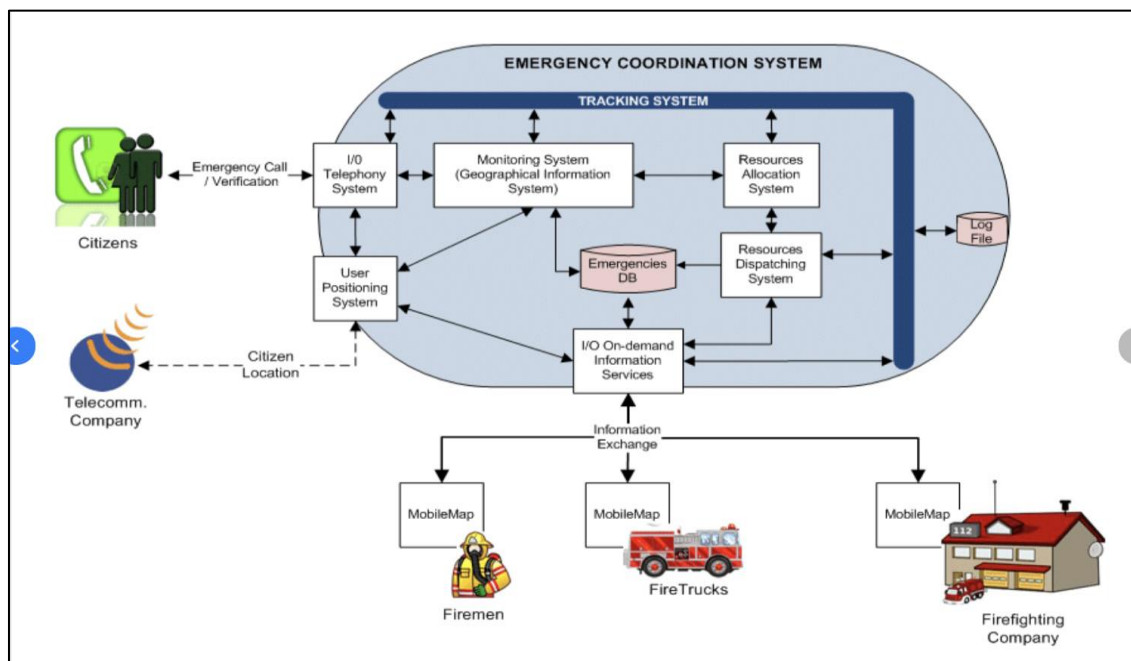 EMERGENCY COORDINATION SYSTEM
TRACKING SYSTEM
I/0
Telephony
System
Monitoring System
(Geographical Information
System)
Resources
Allocation
System
Emergency Call
/ Verification
Citizens
Log
File
User
Positioning
System
Emergencies
DB
Resources
Dispatching
System
I/O On-demand
Information
Services
Citizen
Location
Telecomm.
Company
Information
Exchange
MobileMap
MobileMap
MobileMap
112
Firemen
FireTrucks
Firefighting
Company